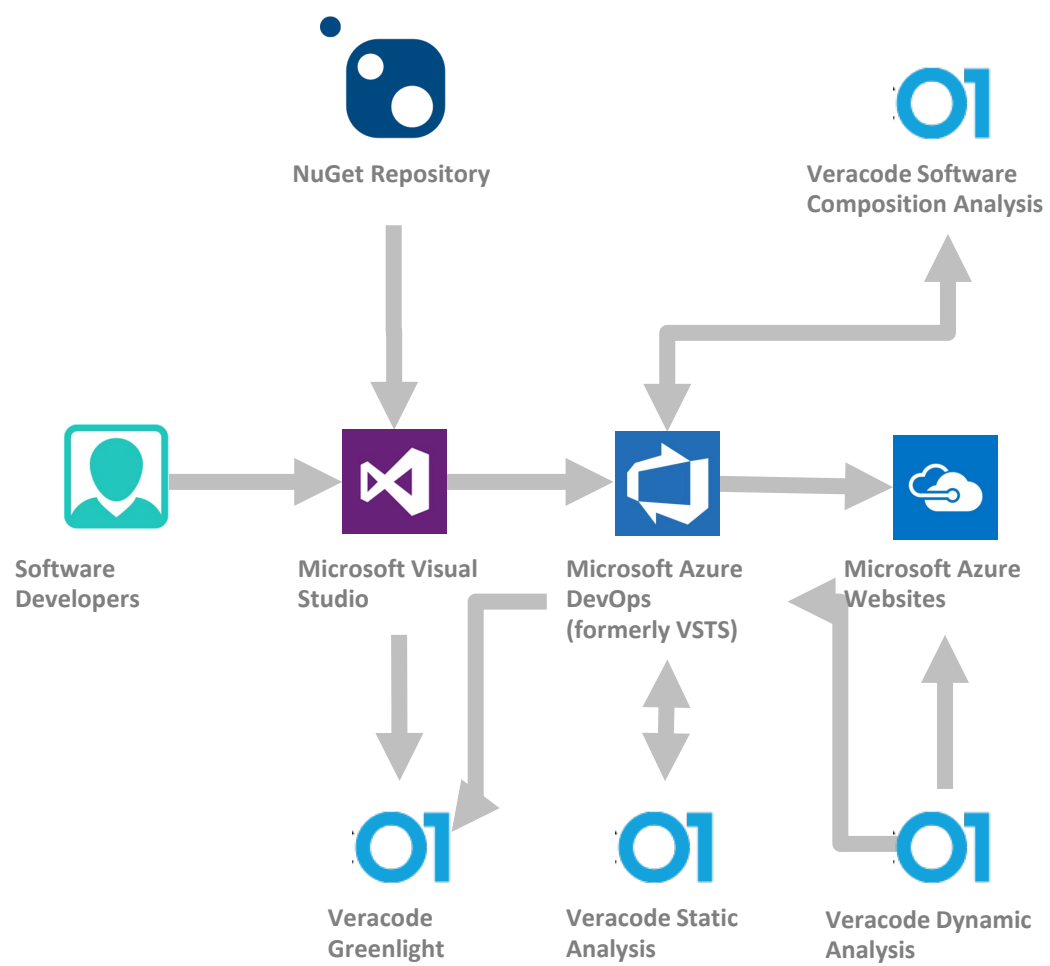 NuGet Repository
Veracode Software
Composition Analysis
Software
Developers
Microsoft Visual
Studio
Microsoft Azure
DevOps
(formerly VSTS)
Microsoft Azure
Websites
Veracode
Greenlight
Veracode Static
Analysis
Veracode Dynamic
Analysis